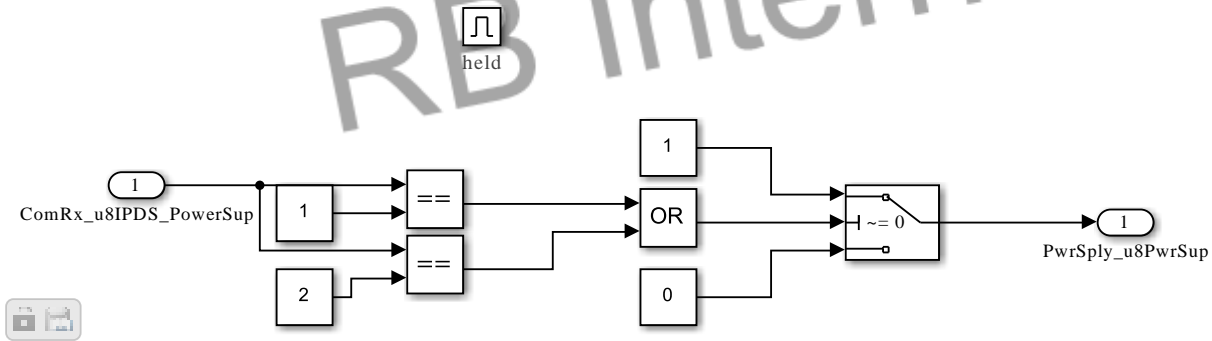 RB Intern
held
1
1
==
1
OR
~= 0
1
ComRx_u8IPDS_PowerSup
PwrSply_u8PwrSup
==
2
0